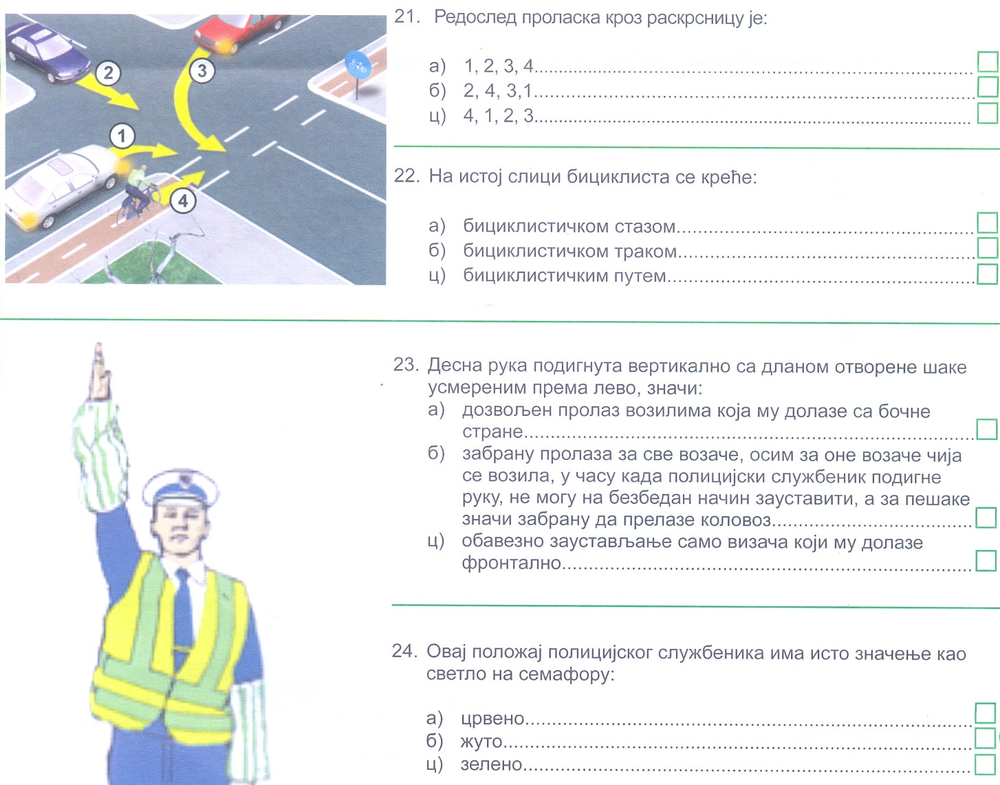 21. Редослед проласка кроз раскрсницу је:
а) 1, 2, 3, 4
б) 2, 4, 3,1
ц) 4, 1, 2, 3
2
3
1
4
22. На истој слици бициклиста се креће:
а) бициклистичком стазом
б) бициклистичком траком
ц) бициклистичким путем
23. Десна рука подигнута вертикално са дланом отворене шаке
усмереним према лево, значи:
а) дозвољен пролаз возилима која му долазе са бочне
стране
б) забрану пролаза за све возаче, осим за оне возаче чија
се возила, у часу када полицијски службеник подигне
руку, не могу на безбедан начин зауставити, а за пешаке
значи забрану да прелазе коловоз
ц) обавезно заустављање само визача који му долазе
фронтално
24. Овај положај полицијског службеника има исто значење као
светло на семафору:
а) црвено
б) жуто
ц) зелено